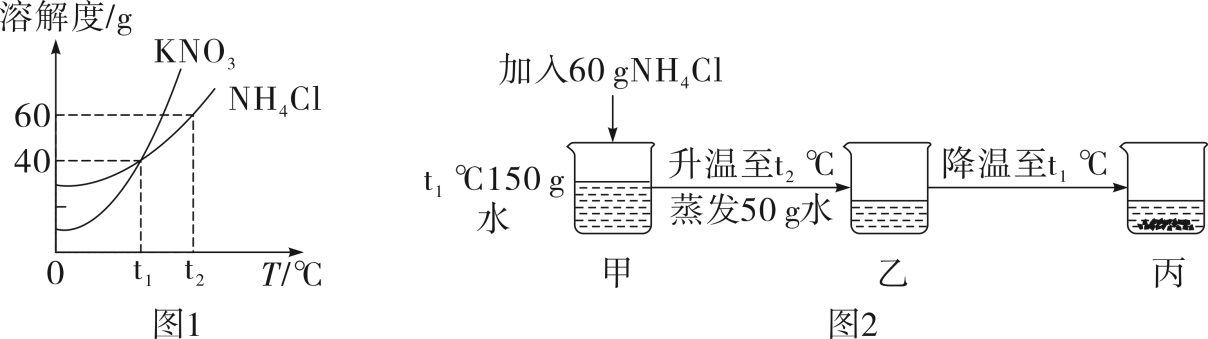 溶解度/g
KNO₃
NH₄Cl
60
40
0
t₁
t₂
T/℃
图1
加入60 gNH₄Cl
t₁ ℃150 g
水
升温至t₂ ℃
蒸发50 g水
降温至t₁ ℃
甲
乙
丙
图2